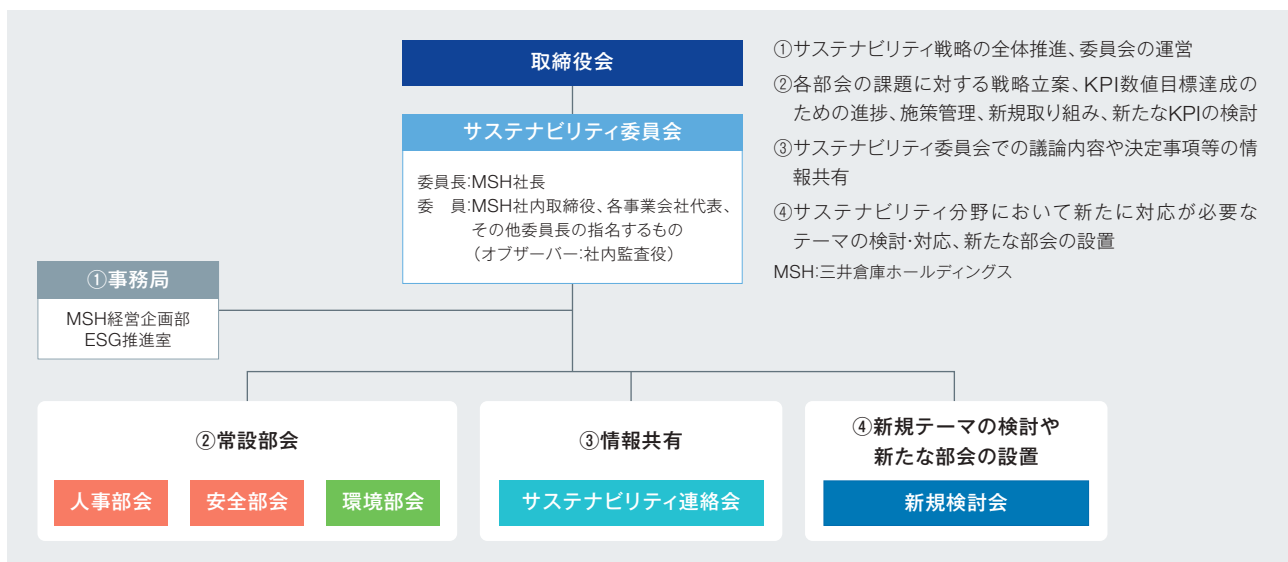 取締役会
サステナビリティ委員会
委員長:MSH社長
委　員:MSH社内取締役、各事業会社代表、
その他委員長の指名するもの
（オブザーバー:社内監査役）
①事務局
MSH経営企画部
ESG推進室
②常設部会
人事部会
安全部会
環境部会
③情報共有
サステナビリティ連絡会
④新規テーマの検討や
新たな部会の設置
新規検討会
①サステナビリティ戦略の全体推進、委員会の運営
②各部会の課題に対する戦略立案、KPI数値目標達成の
ための進捗、施策管理、新規取り組み、新たなKPIの検討
③サステナビリティ委員会での議論内容や決定事項等の情
報共有
④サステナビリティ分野において新たに対応が必要な
テーマの検討・対応、新たな部会の設置
MSH:三井倉庫ホールディングス